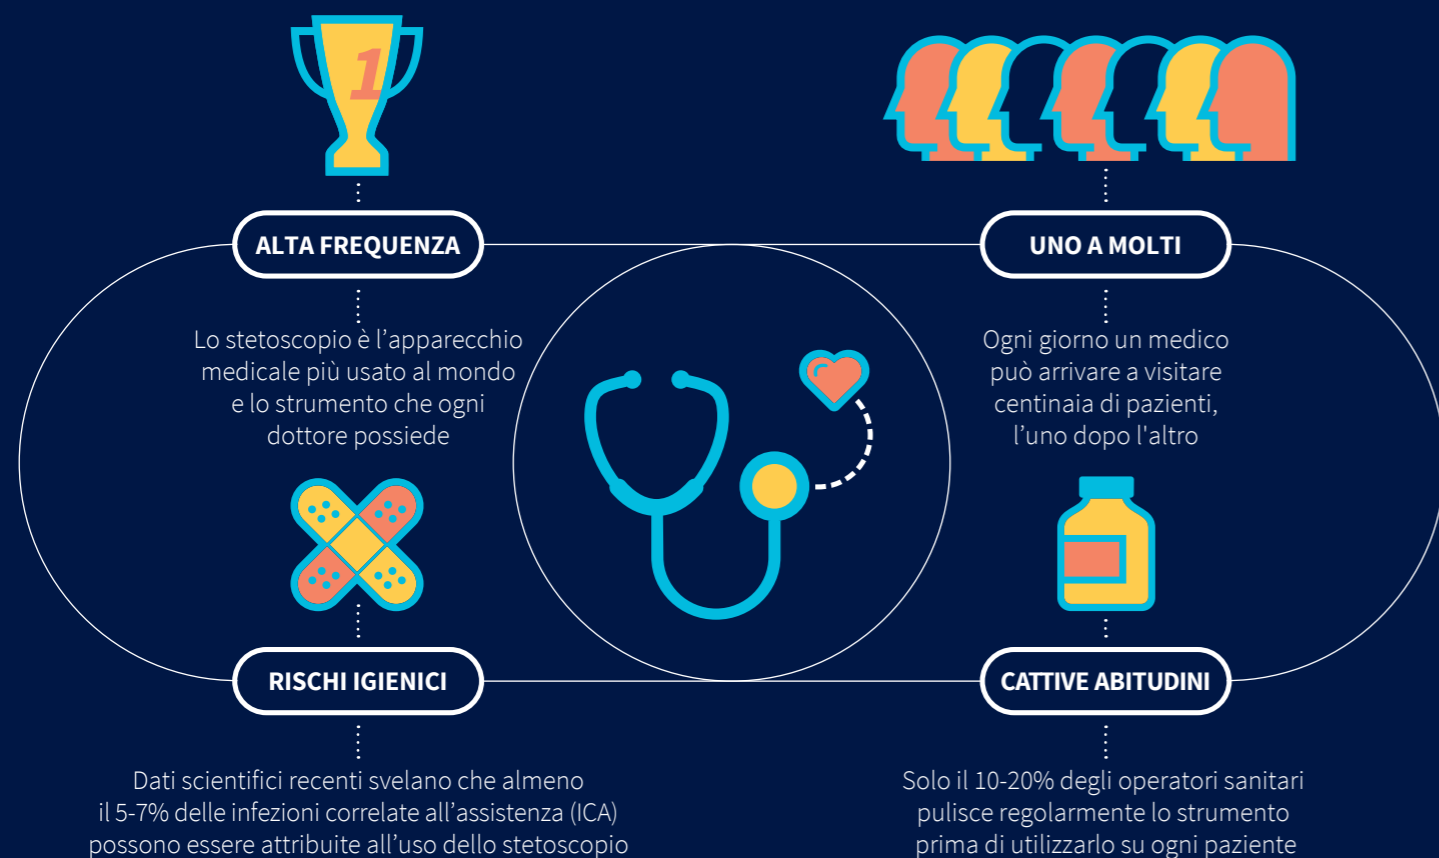 1
ALTA FREQUENZA
Lo stetoscopio è l’apparecchio
medicale più usato al mondo
e lo strumento che ogni
dottore possiede
UNO A MOLTI
Ogni giorno un medico
può arrivare a visitare
centinaia di pazienti,
l’uno dopo l'altro
RISCHI IGIENICI
Dati scientifici recenti svelano che almeno
il 5-7% delle infezioni correlate all’assistenza (ICA)
possono essere attribuite all’uso dello stetoscopio
CATTIVE ABITUDINI
Solo il 10-20% degli operatori sanitari
pulisce regolarmente lo strumento
prima di utilizzarlo su ogni paziente